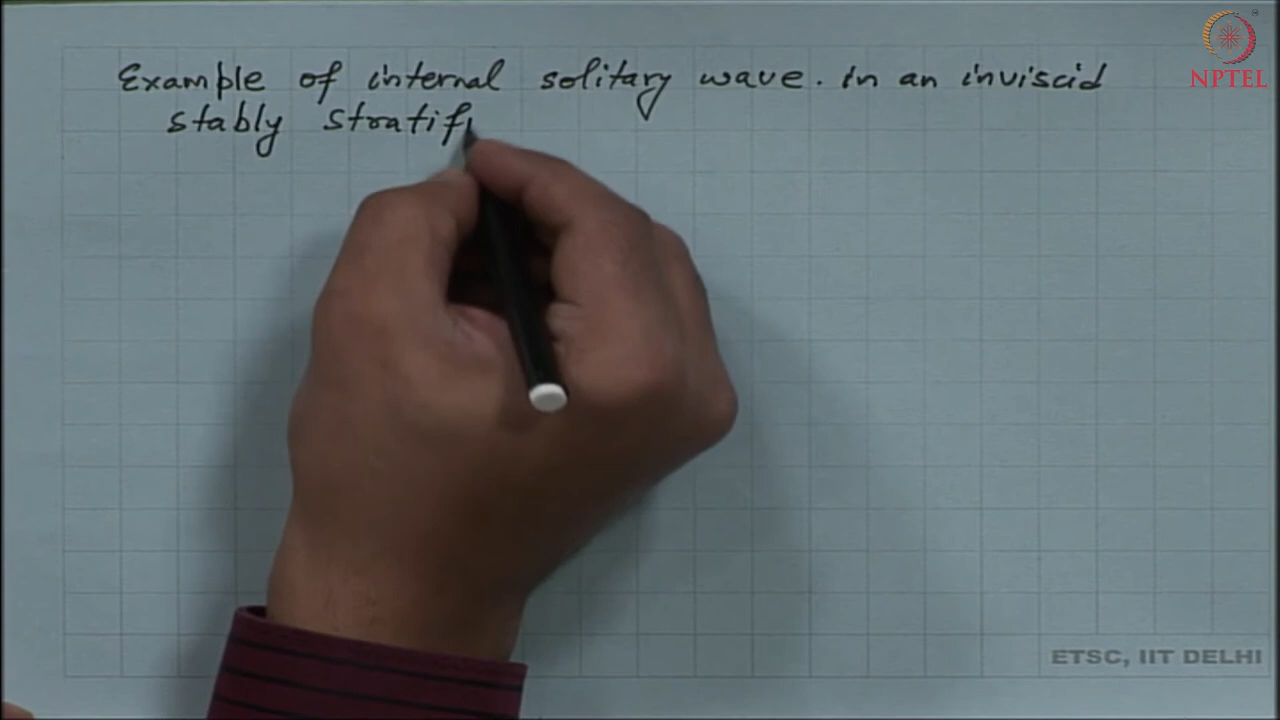 Example of internal solitary wave. in an inviscid
stably stratif
NPTEL
ETSC, IIT DELHI